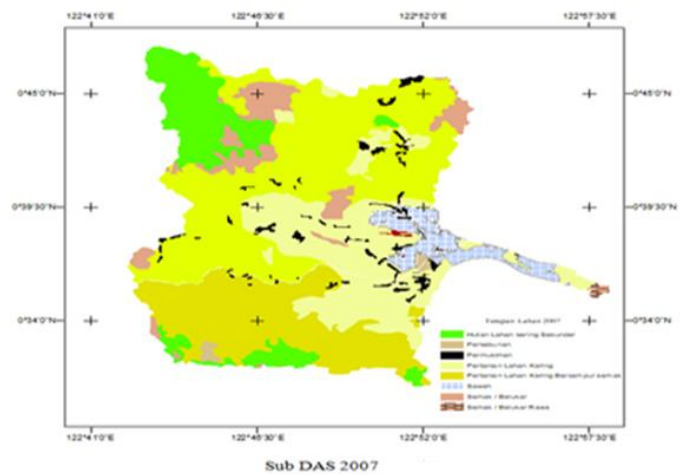 122°41'0"E 122°46'30"E 122°52'0"E 122°57'30"E
0°45'0"N
0°45'0"N
0°39'30"N
0°39'30"N
0°34'0"N
0°34'0"N
Tutupan Lahan 2007
Hutan Lahan kering Sekunder
Perkebunan
Permukiman
Pertanian Lahan Kering
Pertanian Lahan Kering Bercampur semak
Sawah
Semak / Belukar
Semak / Belukar Rawa
122°41'0"E 122°46'30"E 122°52'0"E 122°57'30"E
Sub DAS 2007